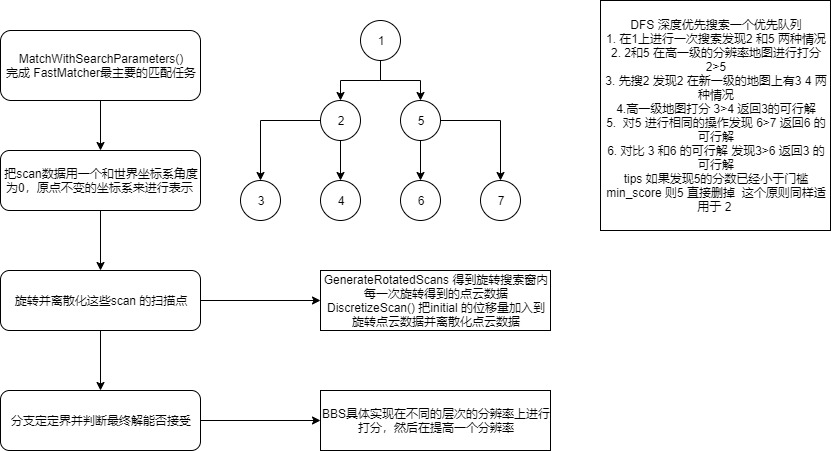 MatchWithSearchParameters()
完成 FastMatcher最主要的匹配任务
把scan数据用一个和世界坐标系角度
为0，原点不变的坐标系来进行表示
旋转并离散化这些scan 的扫描点
分支定定界并判断最终解能否接受
1
2
5
3
4
6
7
GenerateRotatedScans 得到旋转搜索窗内
每一次旋转得到的点云数据
DiscretizeScan() 把initial 的位移量加入到
旋转点云数据并离散化点云数据
BBS具体实现在不同的层次的分辨率上进行
打分，然后在提高一个分辨率
DFS 深度优先搜索一个优先队列
1. 在1上进行一次搜索发现2 和5 两种情况
2. 2和5 在高一级的分辨率地图进行打分
2>5
3. 先搜2 发现2 在新一级的地图上有3 4 两
种情况
4.高一级地图打分 3>4 返回3的可行解
5. 对5 进行相同的操作发现 6>7 返回6 的
可行解
6. 对比 3 和6 的可行解 发现3>6 返回3 的
可行解
tips 如果发现5的分数已经小于门槛
min_score 则5 直接删掉 这个原则同样适
用于 2